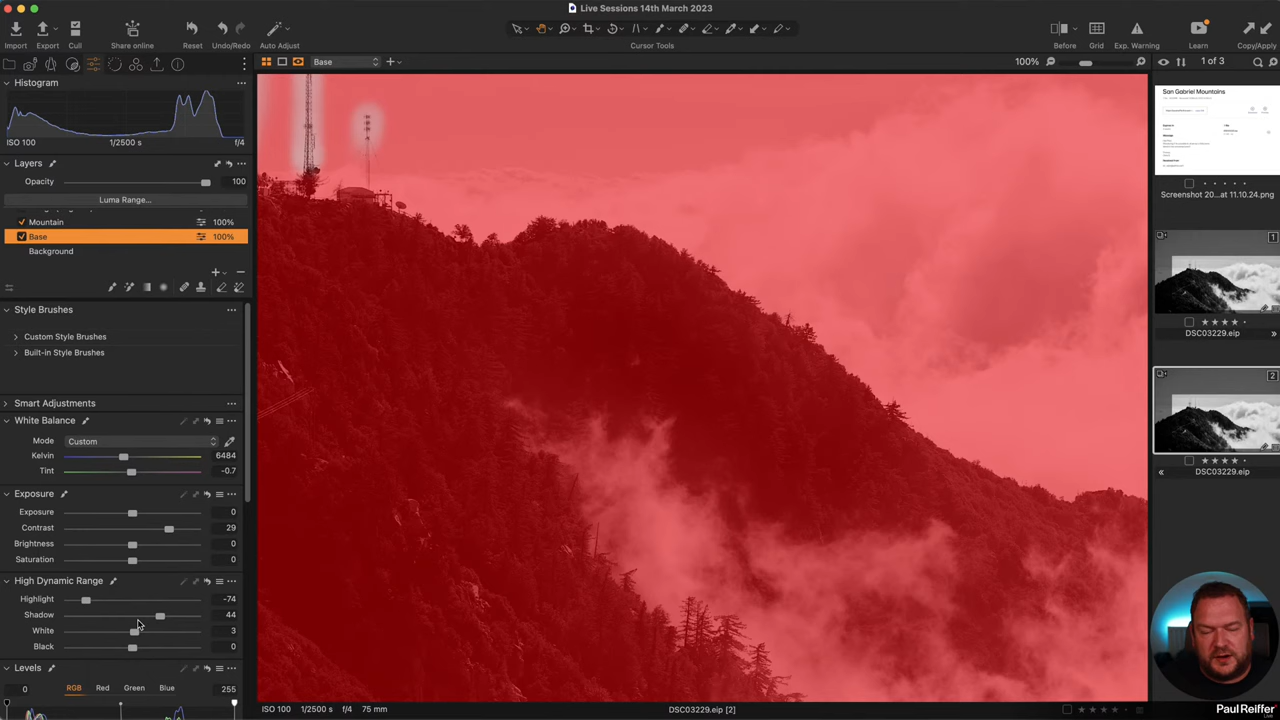 Live Sessions 14th March 2023
Import Export Cull Share online Reset Undo/Redo Auto Adjust Cursor Tools Before Grid Exp. Warning Learn Copy/Apply
Base 100% 1 of 3
Histogram
ISO 100 1/2500 s f/4
Layers
Opacity 100
Luma Range...
Mountain 100%
Base 100%
Background
Style Brushes
Custom Style Brushes
Built-in Style Brushes
Smart Adjustments
White Balance
Mode Custom
Kelvin 6484
Tint -0.7
Exposure
Exposure 0
Contrast 29
Brightness 0
Saturation 0
High Dynamic Range
Highlight -74
Shadow 44
White 3
Black 0
Levels
0 RGB Red Green Blue 255
ISO 100 1/2500 s f/4 75 mm DSC03229.eip [2]
San Gabriel Mountains
Screenshot 20...at 11.10.24.png
1
DSC03229.eip
2
DSC03229.eip
Paul Reiffer
Live